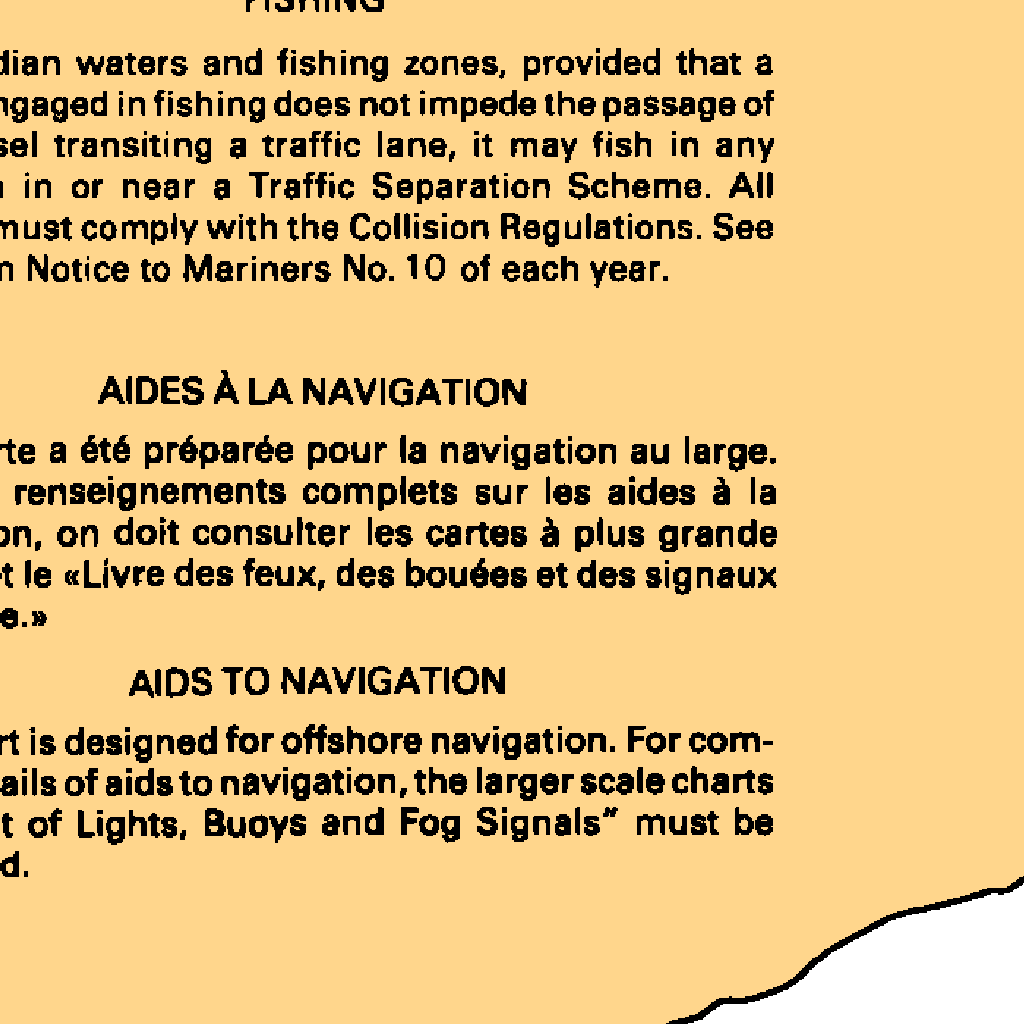 FISHING
dian waters and fishing zones, provided that a
ngaged in fishing does not impede the passage of
sel transiting a traffic lane, it may fish in any
in or near a Traffic Separation Scheme. All
must comply with the Collision Regulations. See
n Notice to Mariners No. 10 of each year.
AIDES À LA NAVIGATION
rte a été préparée pour la navigation au large.
renseignements complets sur les aides à la
on, on doit consulter les cartes à plus grande
t le «Livre des feux, des bouées et des signaux
e.»
AIDS TO NAVIGATION
rt is designed for offshore navigation. For com-
ails of aids to navigation, the larger scale charts
t of Lights, Buoys and Fog Signals" must be
d.